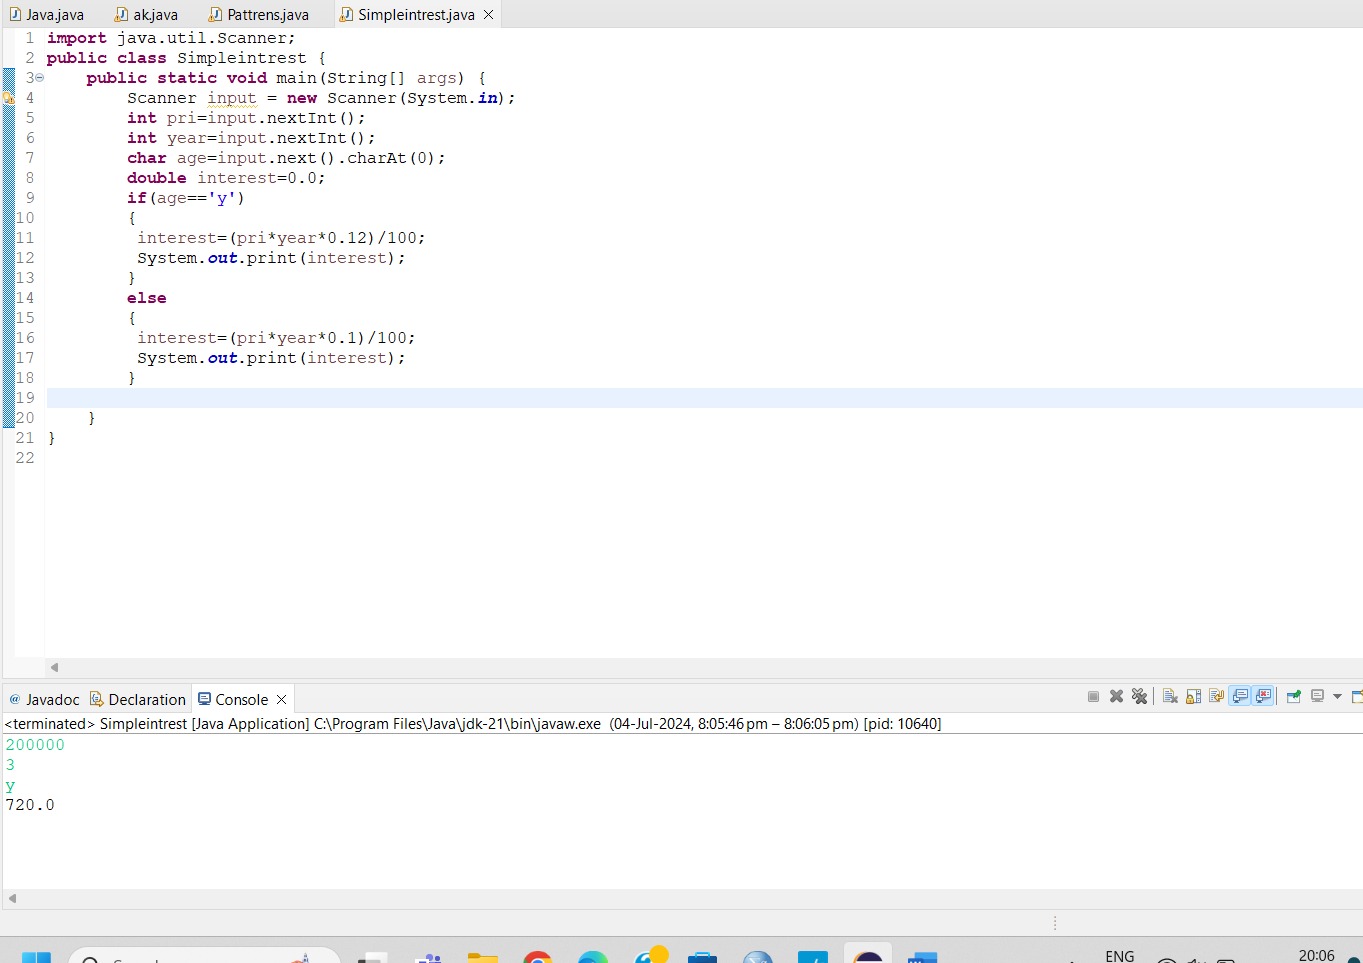 Java.java ak.java Pattrens.java Simpleintrest.java
1 import java.util.Scanner;
2 public class Simpleintrest {
3 public static void main(String[] args) {
4 Scanner input = new Scanner(System.in);
5 int pri=input.nextInt();
6 int year=input.nextInt();
7 char age=input.next().charAt(0);
8 double interest=0.0;
9 if(age=='y')
10 {
11 interest=(pri*year*0.12)/100;
12 System.out.print(interest);
13 }
14 else
15 {
16 interest=(pri*year*0.1)/100;
17 System.out.print(interest);
18 }
19
20 }
21 }
22
@ Javadoc Declaration Console
<terminated> Simpleintrest [Java Application] C:\Program Files\Java\jdk-21\bin\javaw.exe (04-Jul-2024, 8:05:46 pm – 8:06:05 pm) [pid: 10640]
200000
3
y
720.0
ENG 20:06